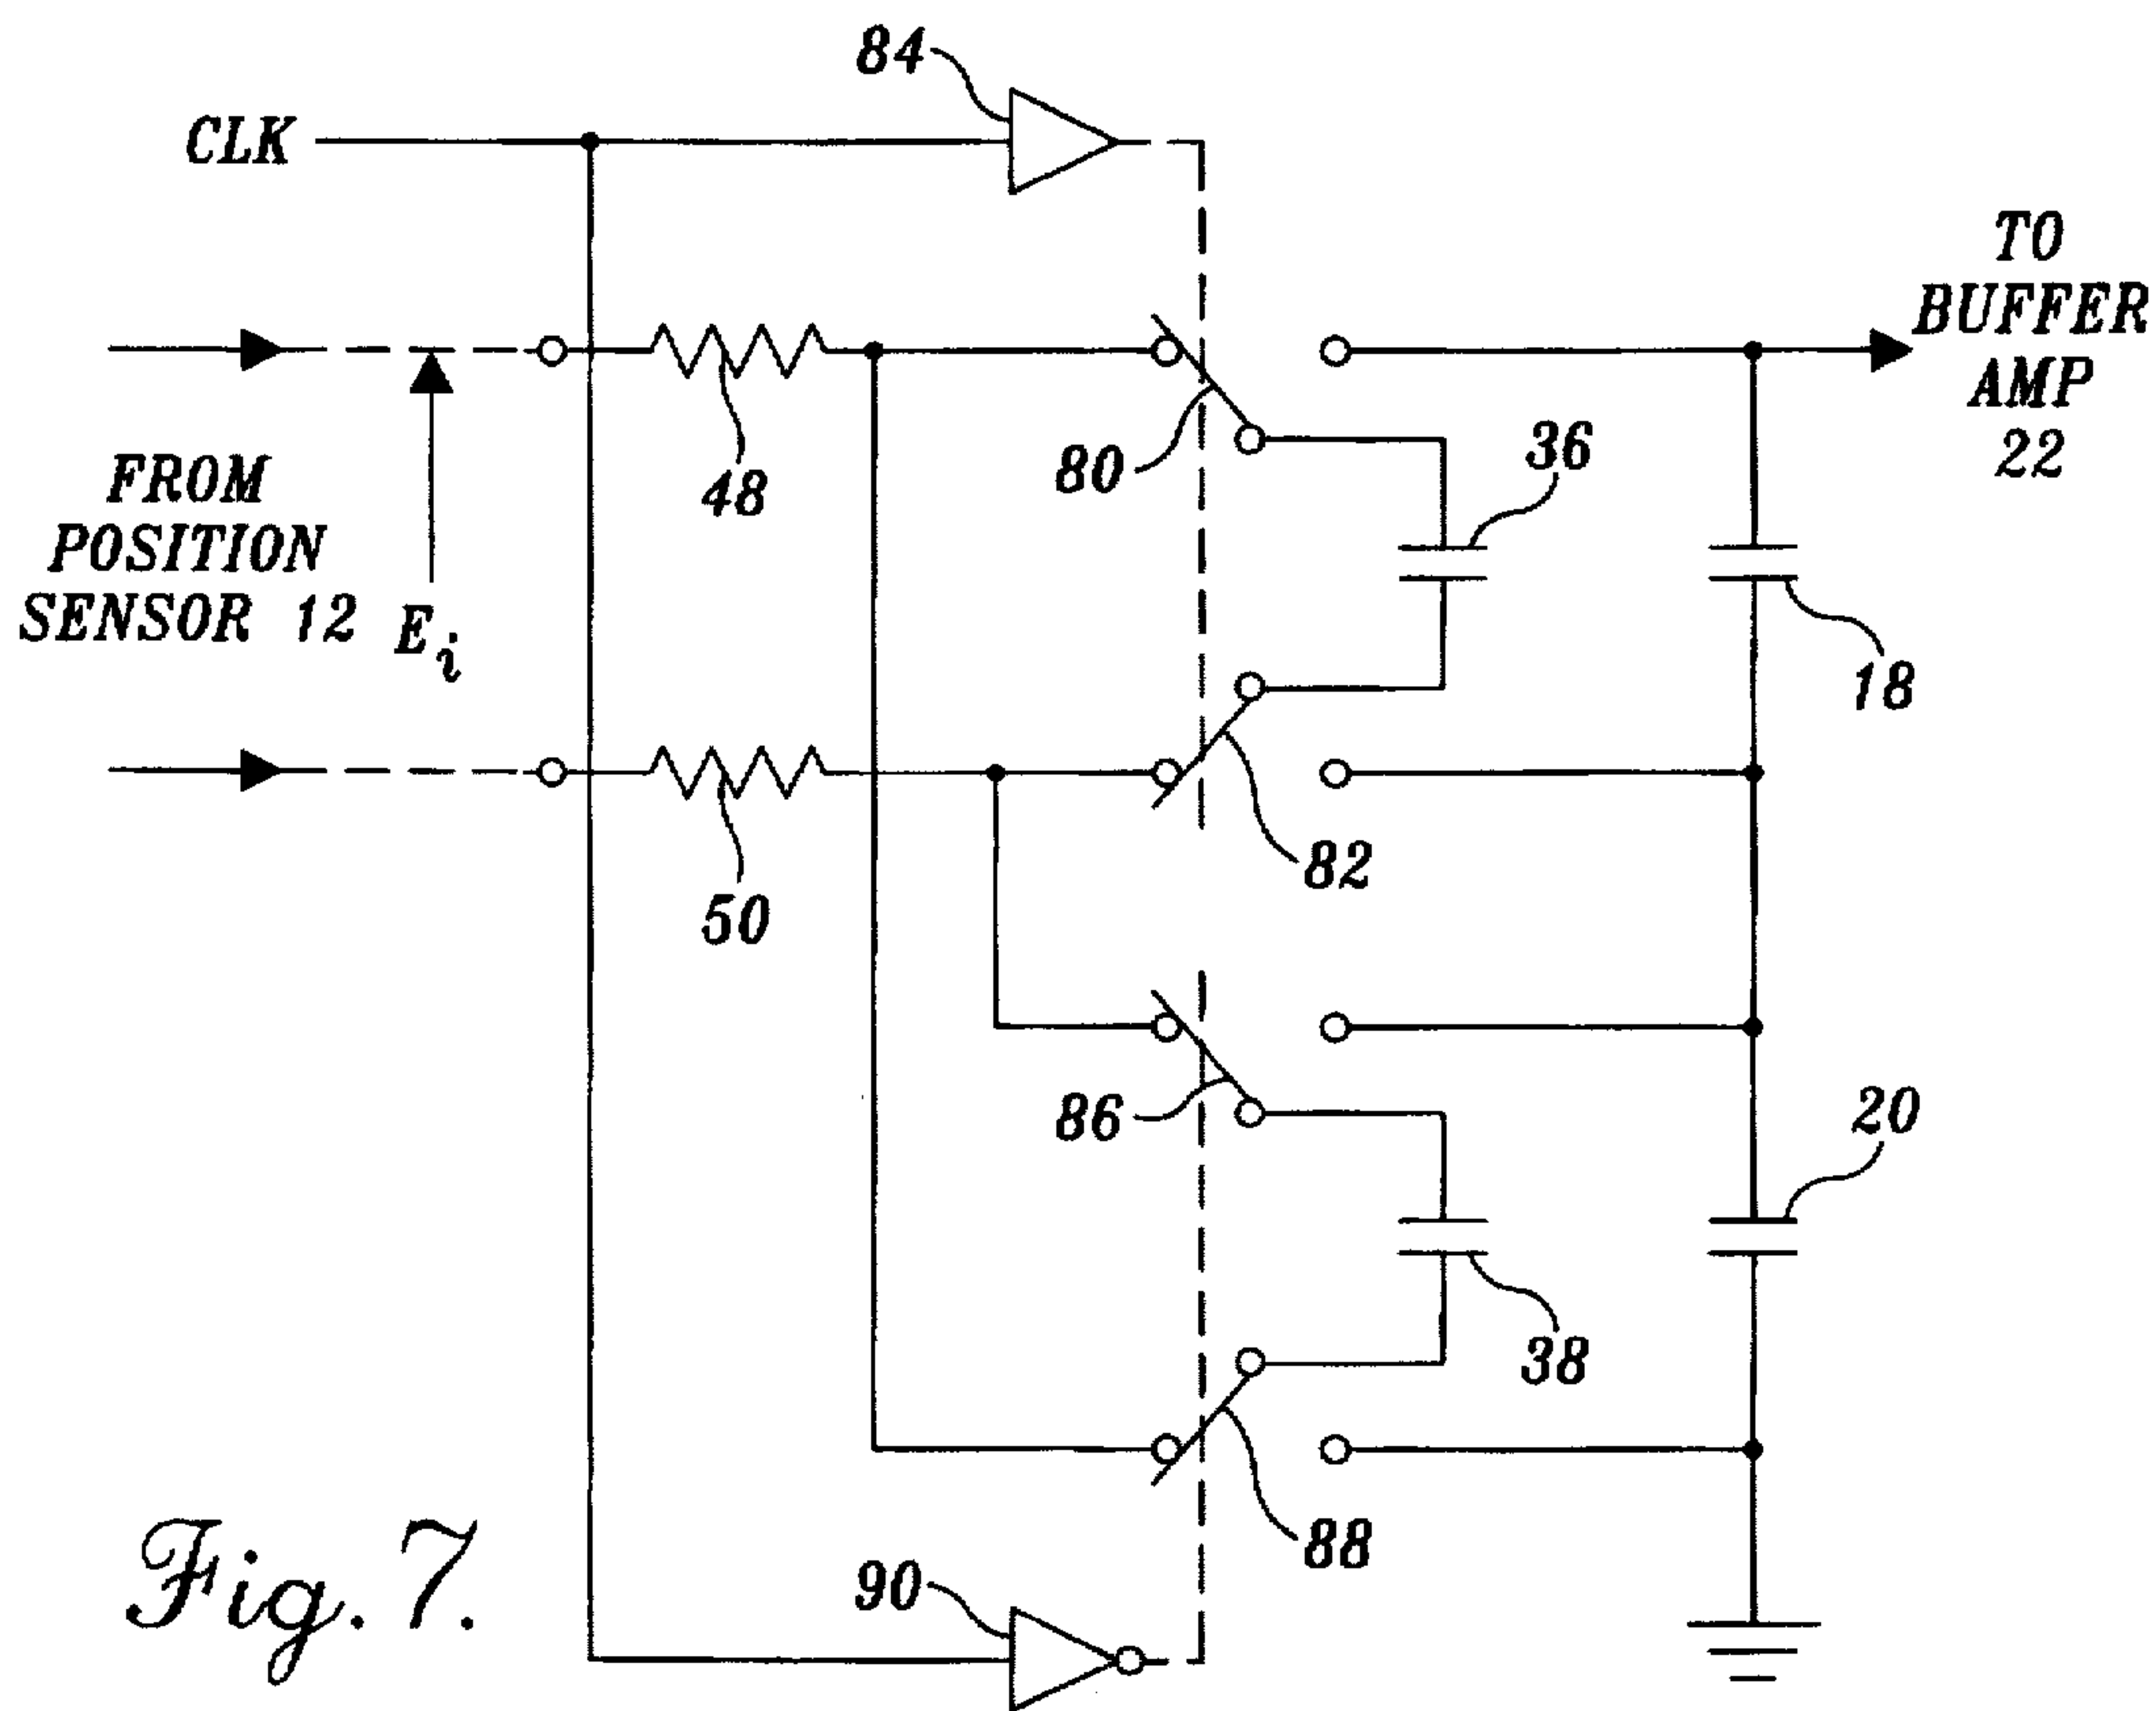 84
CLK
TO
BUFFER
AMP
22
80
36
48
FROM
POSITION
SENSOR 12
Ei
18
82
50
86
20
38
88
90
Fig. 7.